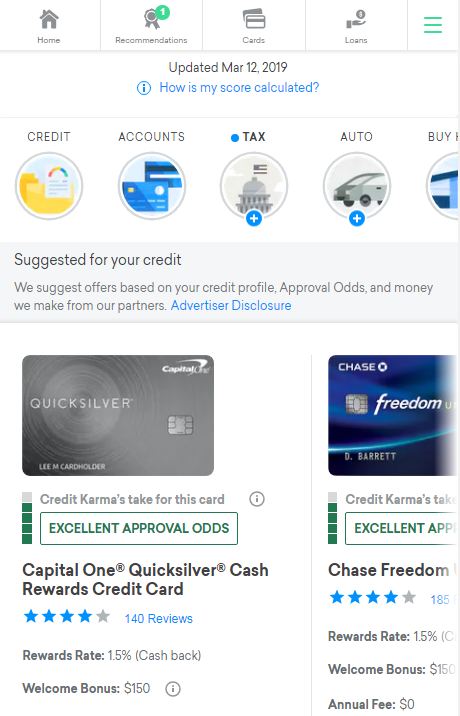 1
Home
Recommendations
Cards
Loans
Updated Mar 12, 2019
How is my score calculated?
CREDIT
ACCOUNTS
TAX
AUTO
BUY
Suggested for your credit
We suggest offers based on your credit profile, Approval Odds, and money
we make from our partners. Advertiser Disclosure
Capital One
QUICKSILVER
LEE M CARDHOLDER
Credit Karma's take for this card
EXCELLENT APPROVAL ODDS
Capital One® Quicksilver® Cash
Rewards Credit Card
140 Reviews
Rewards Rate: 1.5% (Cash back)
Welcome Bonus: $150
CHASE
freedom
D. BARRETT
Credit Karma's take
EXCELLENT APP
Chase Freedom
185
Rewards Rate: 1.5% (C
Welcome Bonus: $150
Annual Fee: $0